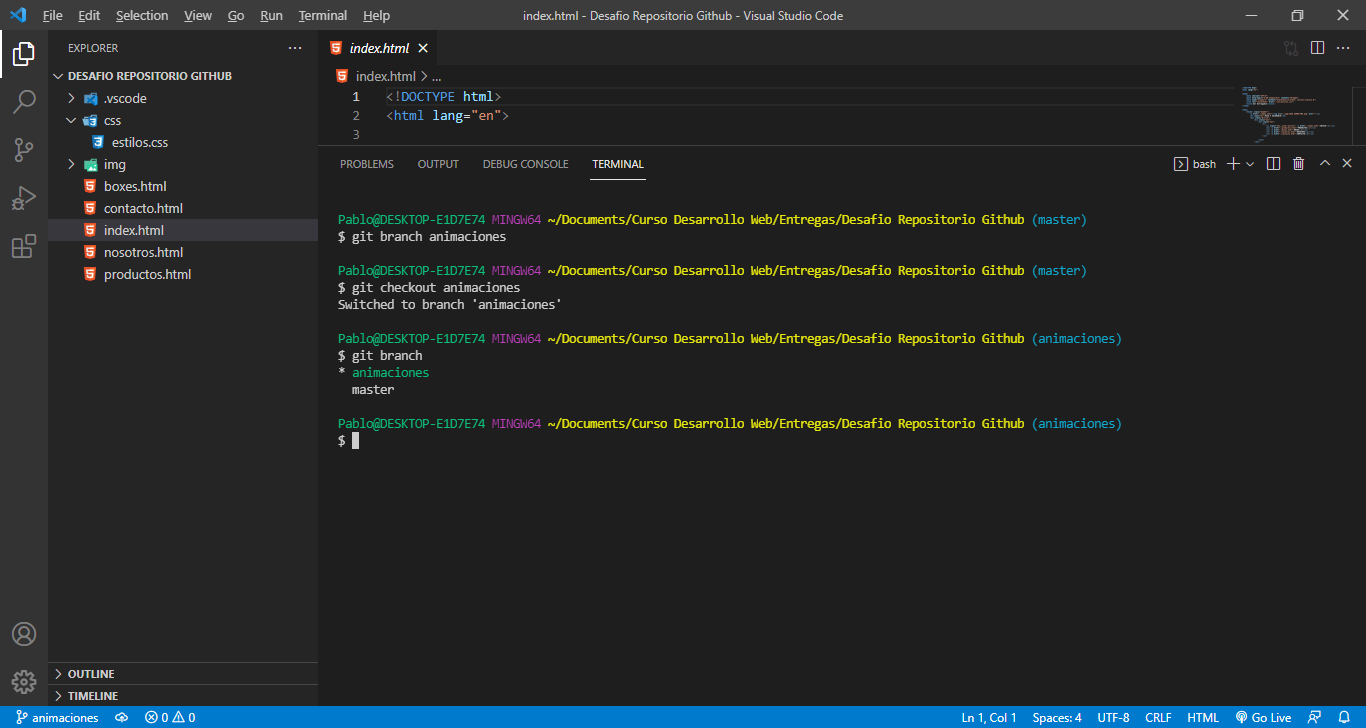 File Edit Selection View Go Run Terminal Help index.html - Desafio Repositorio Github - Visual Studio Code
EXPLORER
DESAFIO REPOSITORIO GITHUB
.vscode
css
estilos.css
img
boxes.html
contacto.html
index.html
nosotros.html
productos.html
OUTLINE
TIMELINE
index.html
index.html > ...
1 <!DOCTYPE html>
2 <html lang="en">
3
PROBLEMS OUTPUT DEBUG CONSOLE TERMINAL bash
Pablo@DESKTOP-E1D7E74 MINGW64 ~/Documents/Curso Desarrollo Web/Entregas/Desafio Repositorio Github (master)
$ git branch animaciones
Pablo@DESKTOP-E1D7E74 MINGW64 ~/Documents/Curso Desarrollo Web/Entregas/Desafio Repositorio Github (master)
$ git checkout animaciones
Switched to branch 'animaciones'
Pablo@DESKTOP-E1D7E74 MINGW64 ~/Documents/Curso Desarrollo Web/Entregas/Desafio Repositorio Github (animaciones)
$ git branch
* animaciones
master
Pablo@DESKTOP-E1D7E74 MINGW64 ~/Documents/Curso Desarrollo Web/Entregas/Desafio Repositorio Github (animaciones)
$
animaciones 0 0 Ln 1, Col 1 Spaces: 4 UTF-8 CRLF HTML Go Live